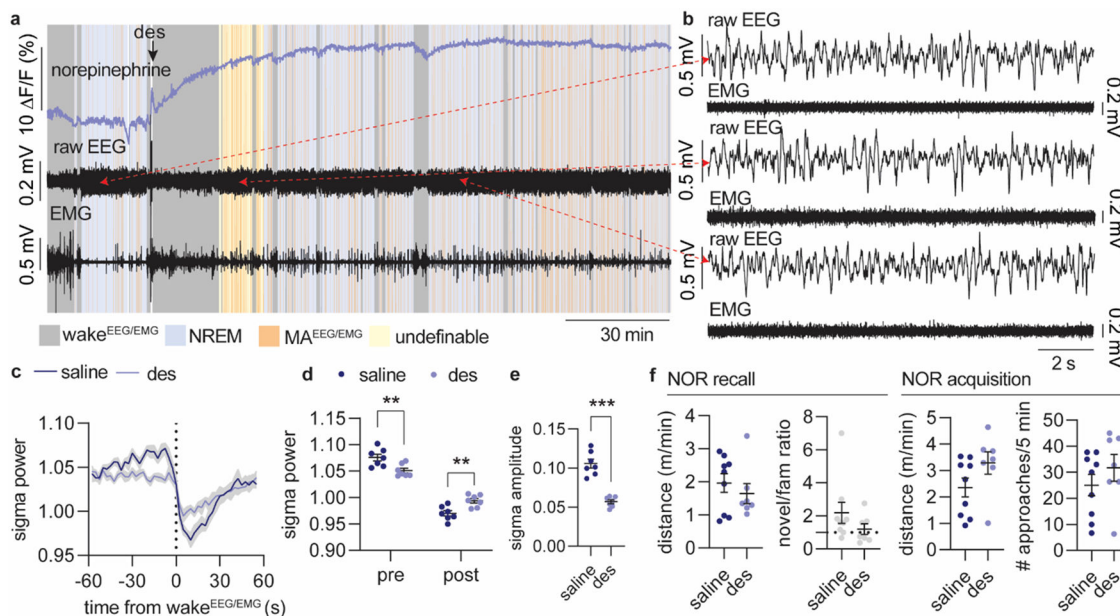 a
des
norepinephrine
10 ΔF/F (%)
raw EEG
0.2 mV
EMG
0.5 mV
wake^EEG/EMG
NREM
MA^EEG/EMG
undefinable
30 min
b
raw EEG
0.5 mV
EMG
0.2 mV
raw EEG
0.5 mV
EMG
0.2 mV
raw EEG
0.5 mV
EMG
0.2 mV
2 s
c
saline
des
sigma power
1.10
1.05
1.00
0.95
-60
-30
0
30
60
time from wake^EEG/EMG (s)
d
saline
des
sigma power
1.15
1.10
1.05
1.00
0.95
0.90
**
**
pre
post
e
sigma amplitude
0.15
0.10
0.05
0.00
***
saline
des
f
NOR recall
distance (m/min)
4
3
2
1
0
saline
des
novel/fam ratio
8
6
4
2
0
saline
des
NOR acquisition
distance (m/min)
5
4
3
2
1
0
saline
des
# approaches/5 min
50
40
30
20
10
0
saline
des